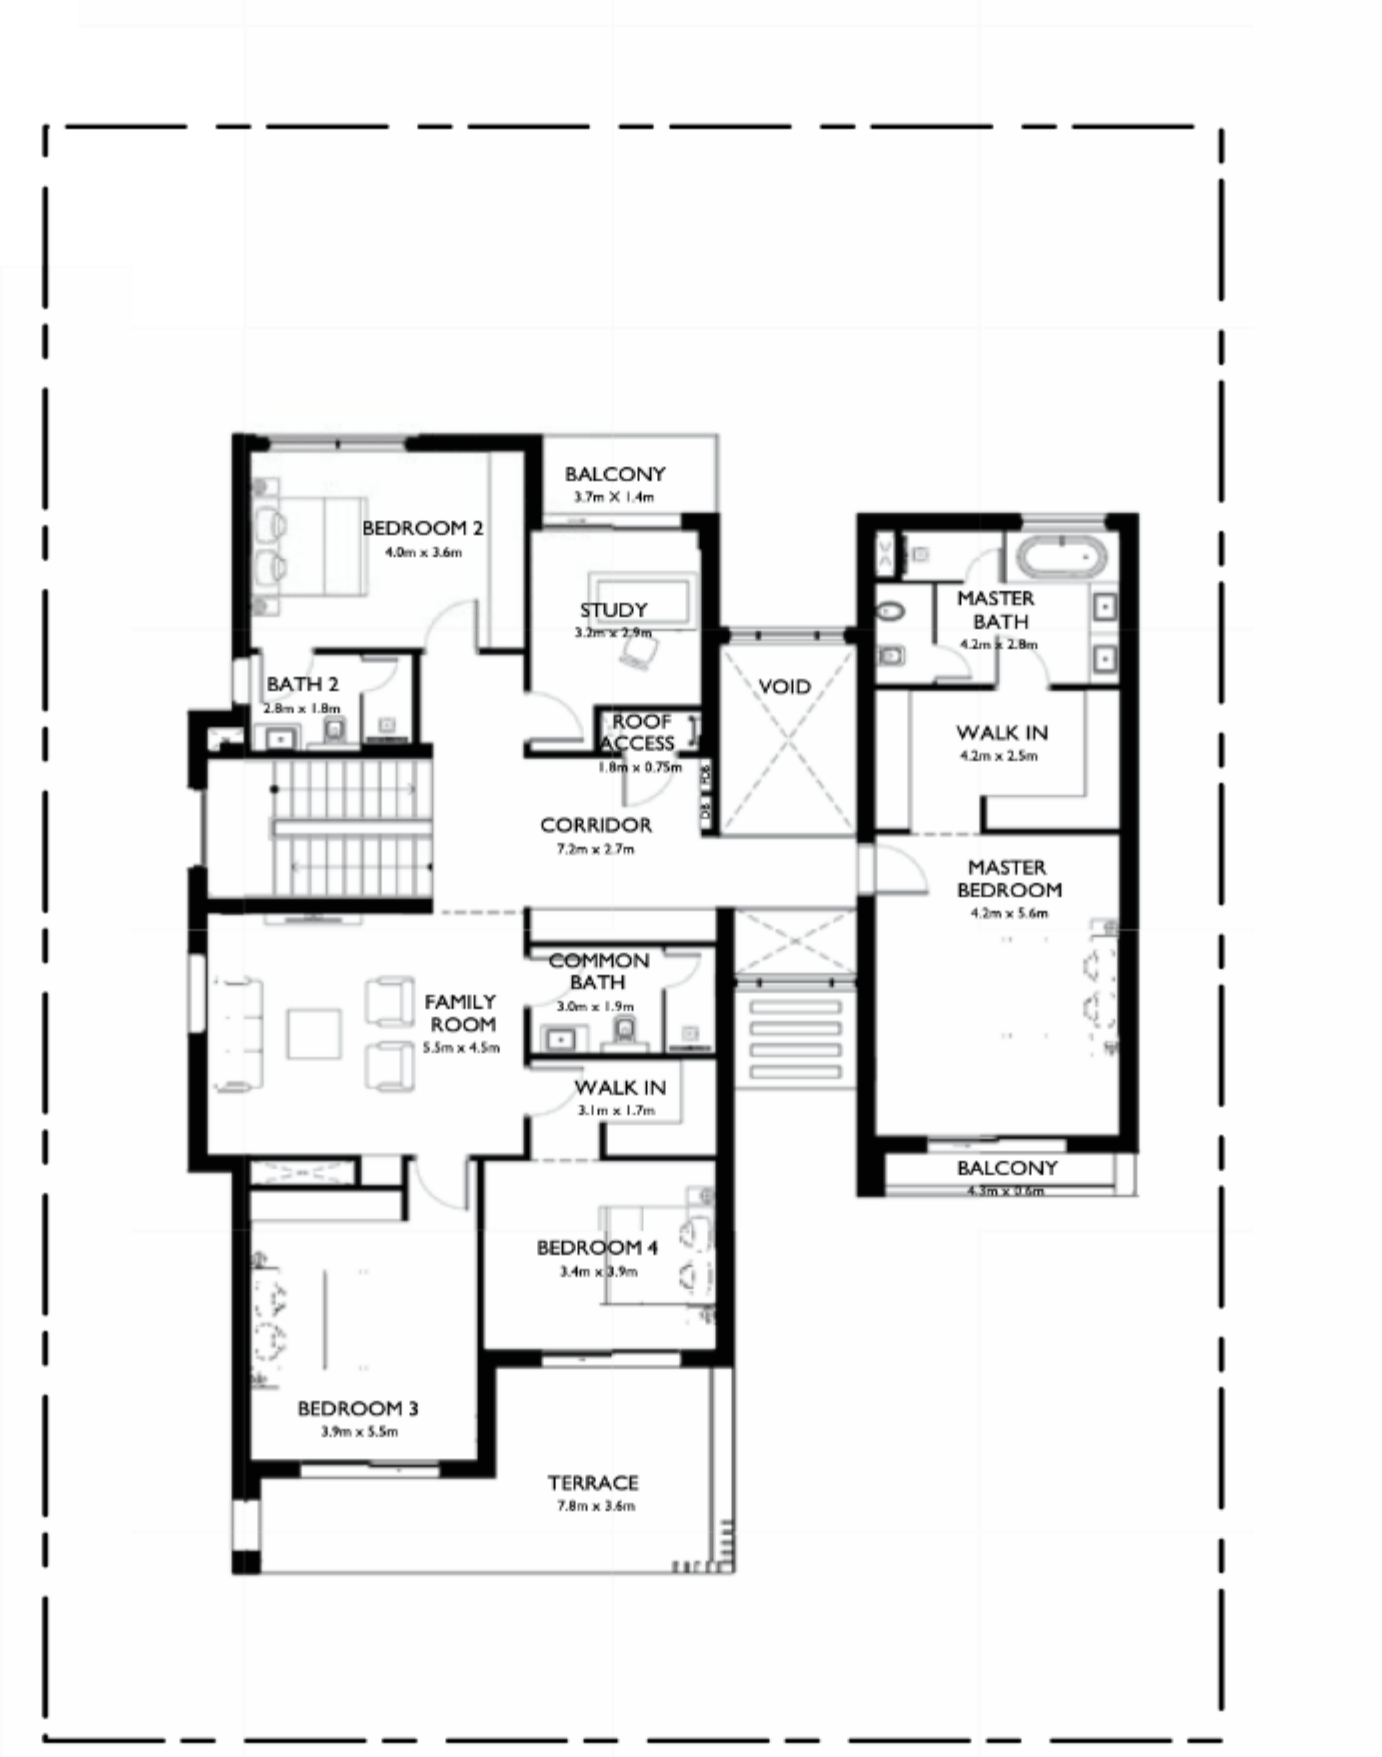 BALCONY
3.7m X 1.4m
BEDROOM 2
4.0m x 3.6m
STUDY
3.2m x 2.9m
MASTER
BATH
4.2m x 2.8m
BATH 2
2.8m x 1.8m
VOID
ROOF
ACCESS
1.8m x 0.75m
FDB
DB
WALK IN
4.2m x 2.5m
CORRIDOR
7.2m x 2.7m
MASTER
BEDROOM
4.2m x 5.6m
COMMON
BATH
3.0m x 1.9m
FAMILY
ROOM
5.5m x 4.5m
WALK IN
3.1m x 1.7m
BALCONY
4.3m x 0.6m
BEDROOM 4
3.4m x 3.9m
BEDROOM 3
3.9m x 5.5m
TERRACE
7.8m x 3.6m